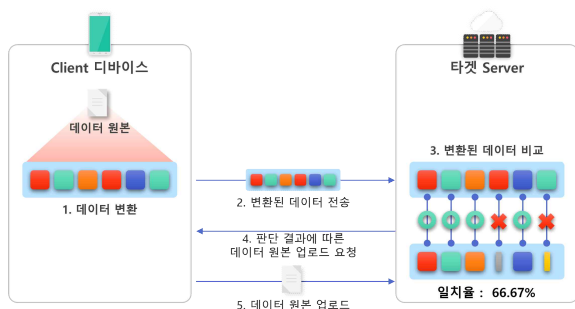 Client 디바이스
데이터 원본
1. 데이터 변환
2. 변환된 데이터 전송
4. 판단 결과에 따른
데이터 원본 업로드 요청
5. 데이터 원본 업로드
타겟 Server
3. 변환된 데이터 비교
일치율 : 66.67%